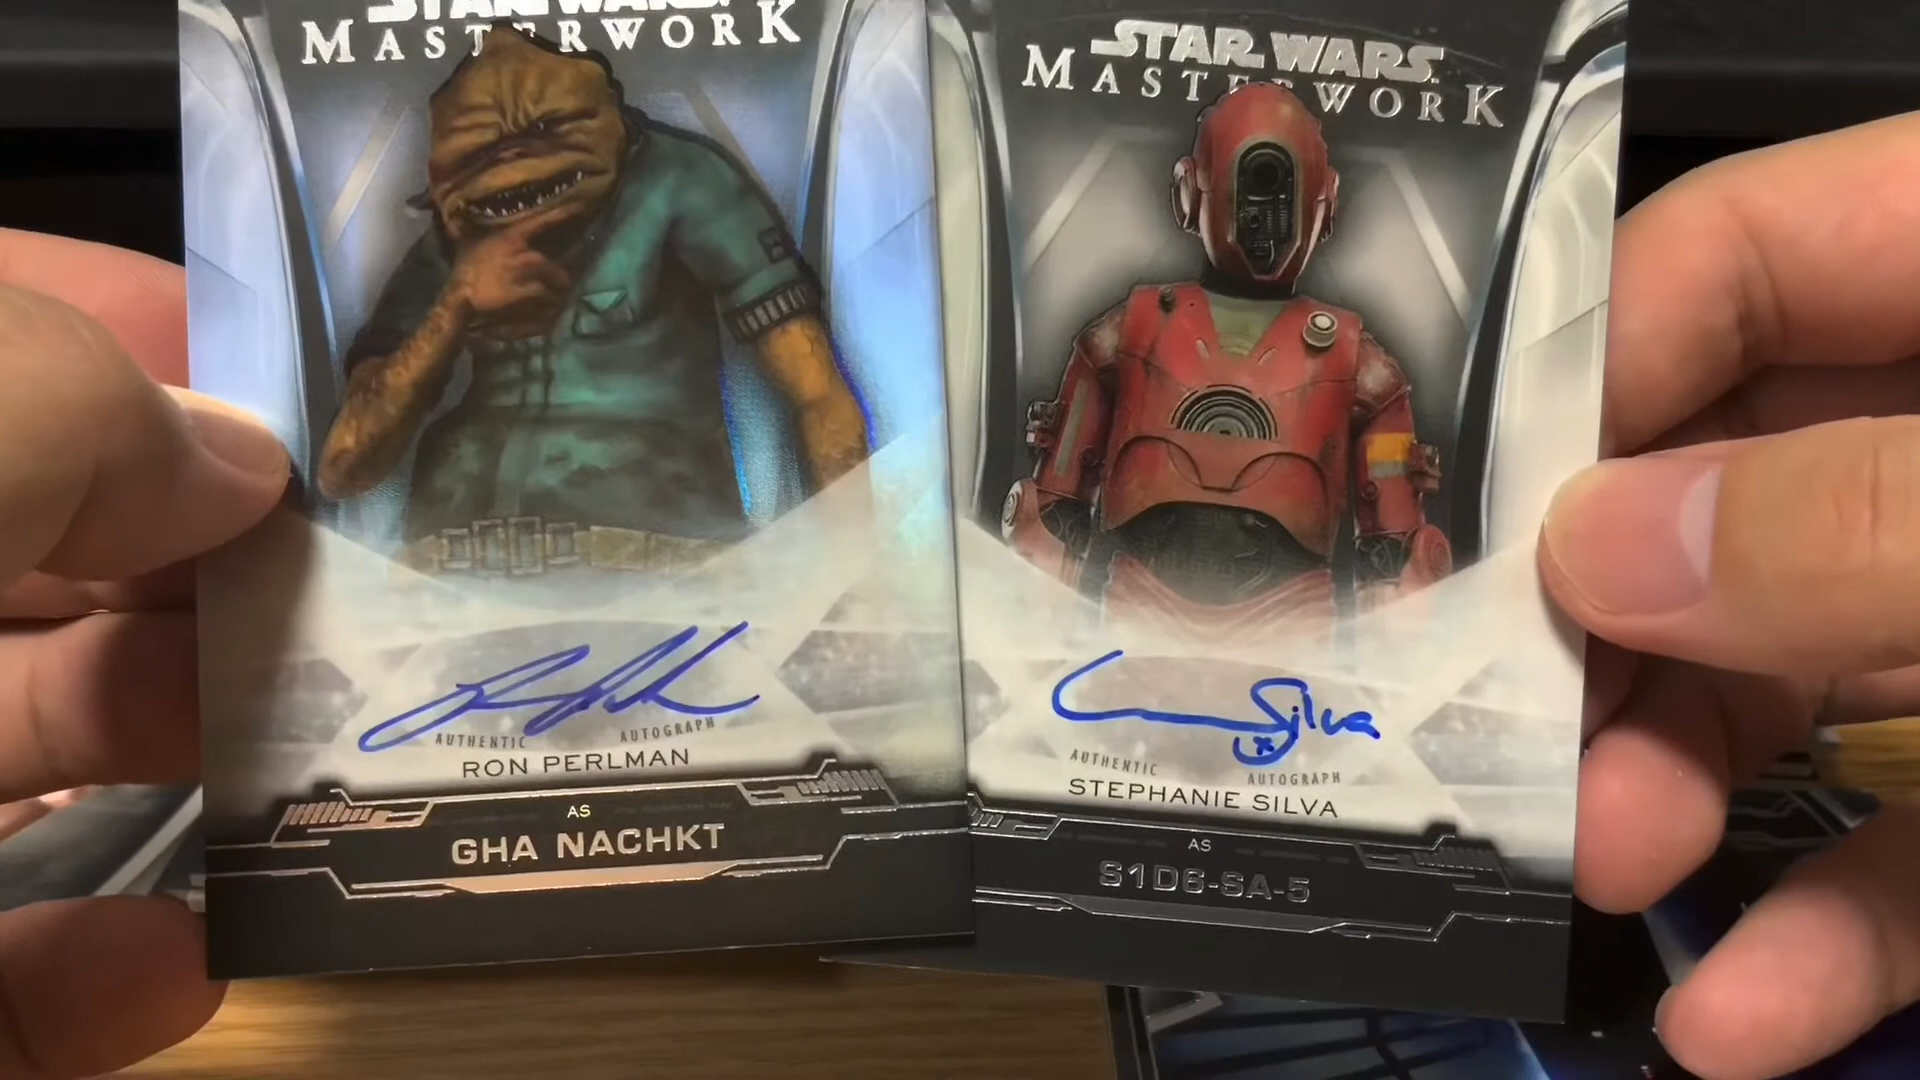 STAR WARS
MASTERWORK
AUTHENTIC AUTOGRAPH
RON PERLMAN
AS
GHA NACHKT
STAR WARS
MASTERWORK
Silva
AUTHENTIC AUTOGRAPH
STEPHANIE SILVA
AS
S1D6-SA-5